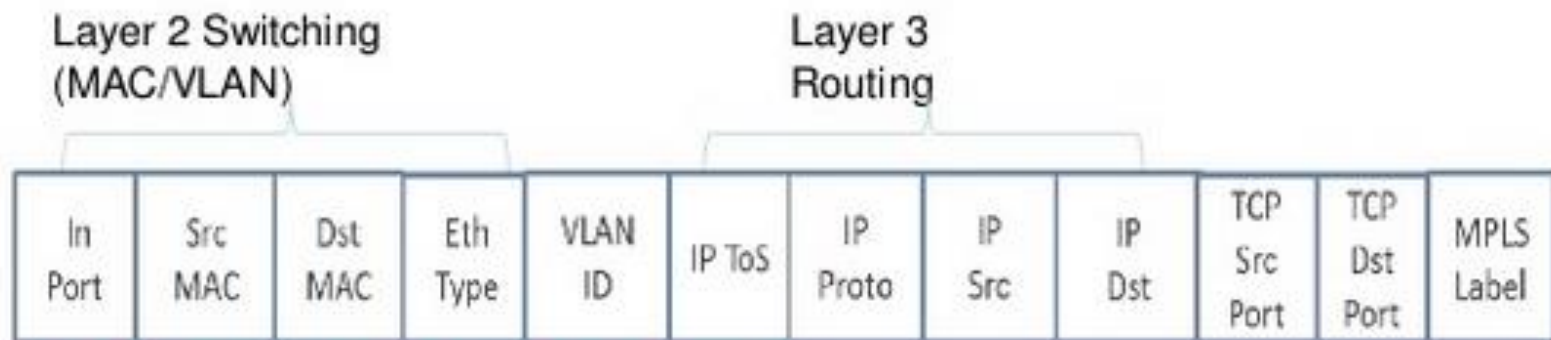 Layer 2 Switching
(MAC/VLAN)
Layer 3
Routing
In
Port
Src
MAC
Dst
MAC
Eth
Type
VLAN
ID
IP ToS
IP
Proto
IP
Src
IP
Dst
TCP
Src
Port
TCP
Dst
Port
MPLS
Label